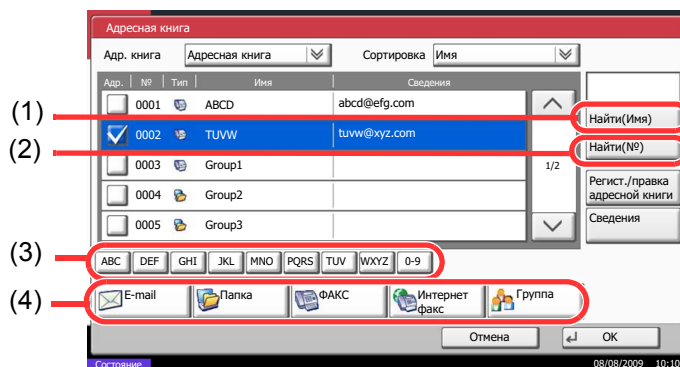 Адресная книга
Адр. книга Адресная книга Сортировка Имя
Адр. № Тип Имя Сведения
0001 ABCD abcd@efg.com
(1) Найти(Имя)
0002 TUVW tuvw@xyz.com
(2) Найти(№)
0003 Group1 1/2
Регист./правка
адресной книги
0004 Group2
0005 Group3 Сведения
(3) ABC DEF GHI JKL MNO PQRS TUV WXYZ 0-9
(4) E-mail Папка ФАКС Интернет
факс Группа
Отмена OK
Состояние 08/08/2009 10:10